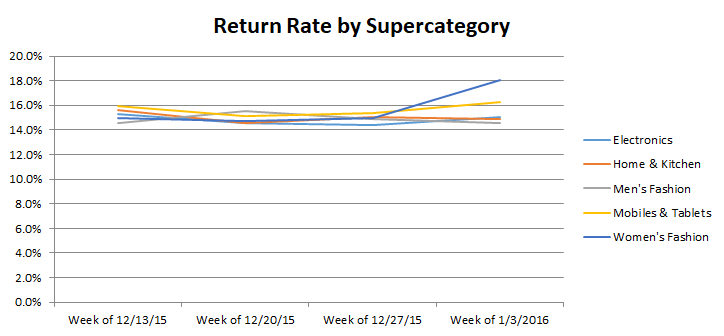 Return Rate by Supercategory
20.0%
18.0%
16.0%
14.0%
12.0%
10.0%
8.0%
6.0%
4.0%
2.0%
0.0%
Week of 12/13/15 Week of 12/20/15 Week of 12/27/15 Week of 1/3/2016
Electronics
Home & Kitchen
Men's Fashion
Mobiles & Tablets
Women's Fashion